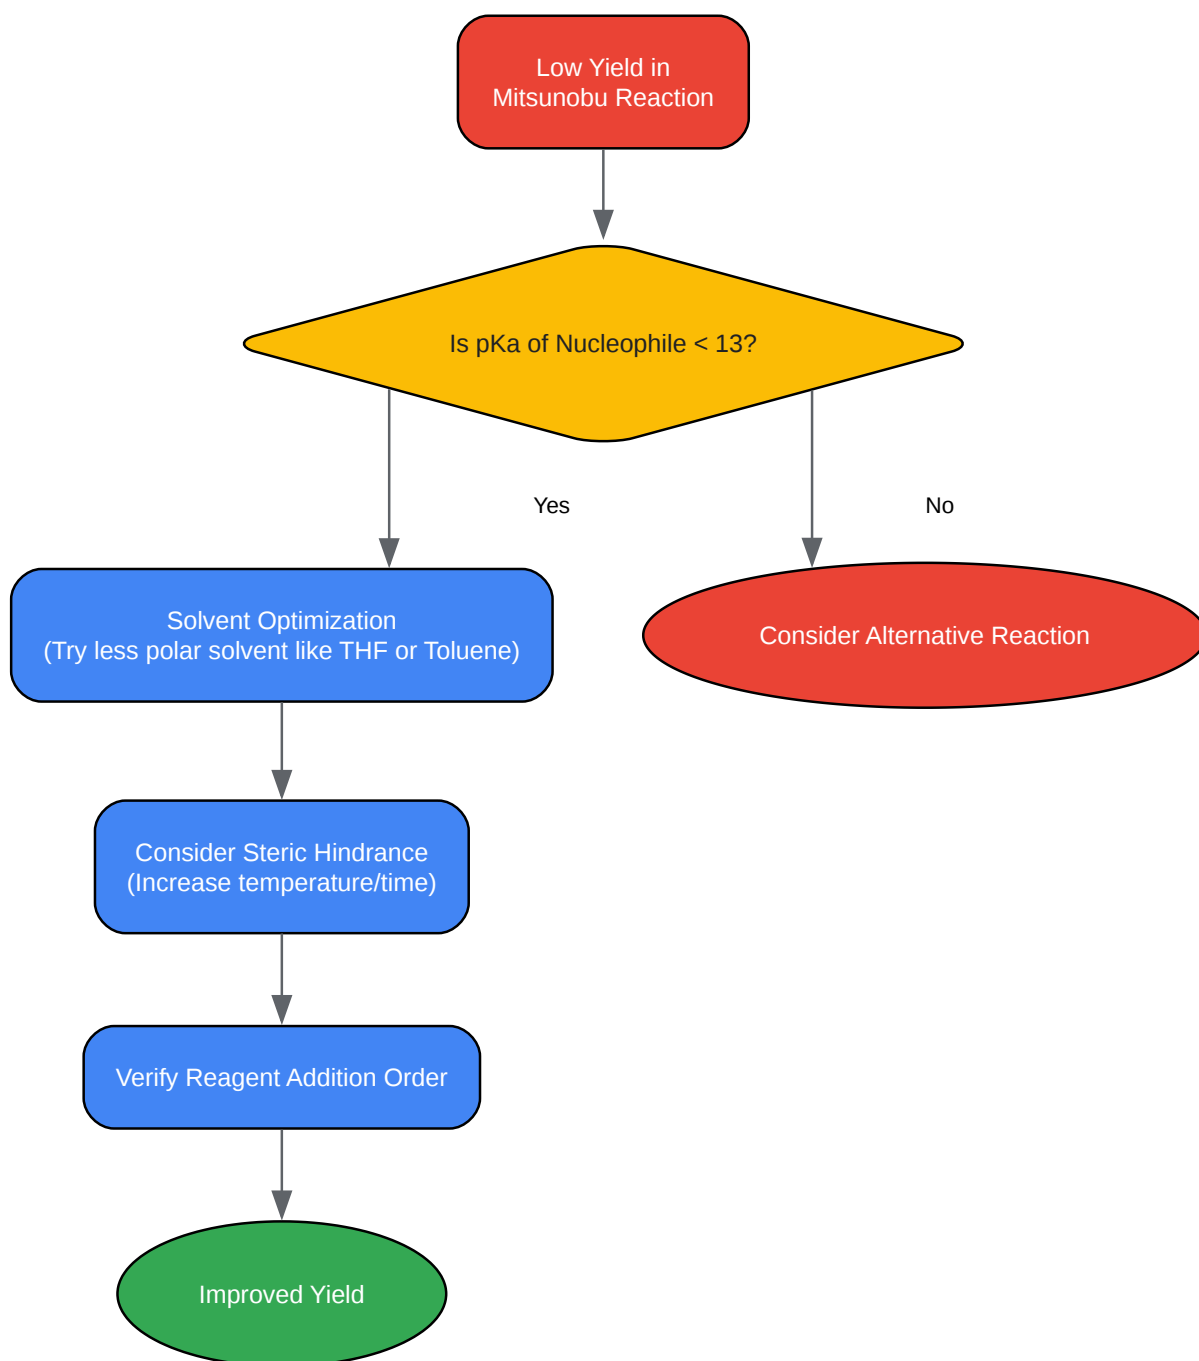 Low Yield in
Mitsunobu Reaction
Is pKa of Nucleophile < 13?
Yes
No
Solvent Optimization
(Try less polar solvent like THF or Toluene)
Consider Alternative Reaction
Consider Steric Hindrance
(Increase temperature/time)
Verify Reagent Addition Order
Improved Yield